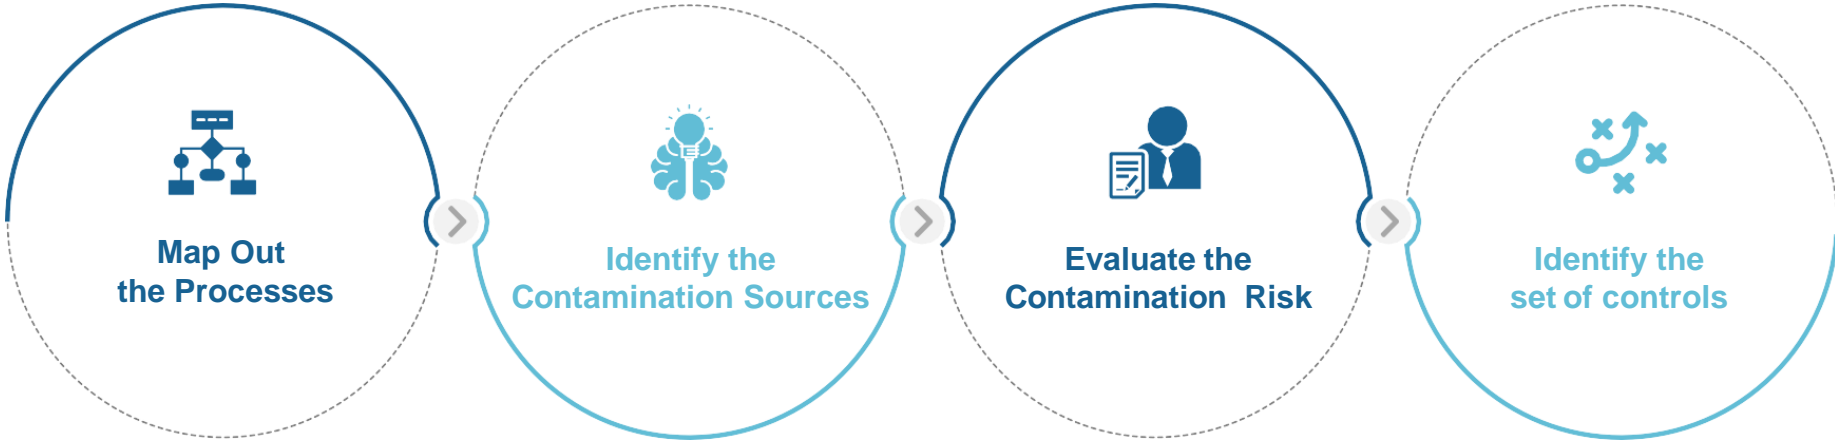 Map Out
the Processes
Identify the
Contamination Sources
Evaluate the
Contamination Risk
Identify the
set of controls